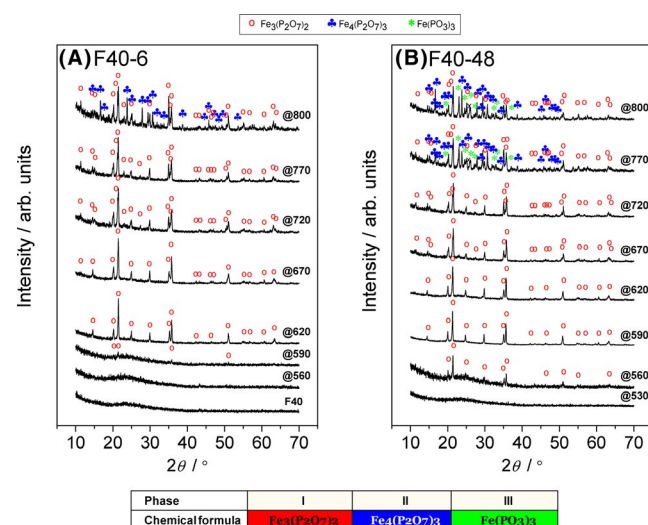 o Fe3(P2O7)2 ♣ Fe4(P2O7)3 * Fe(PO3)3
(A) F40-6
@800
@770
@720
@670
@620
@590
@560
F40
Intensity / arb. units
10 20 30 40 50 60 70
2θ / °
(B) F40-48
@800
@770
@720
@670
@620
@590
@560
@530
Intensity / arb. units
10 20 30 40 50 60 70
2θ / °
Phase I II III
Chemical formula Fe3(P2O7)2 Fe4(P2O7)3 Fe(PO3)3